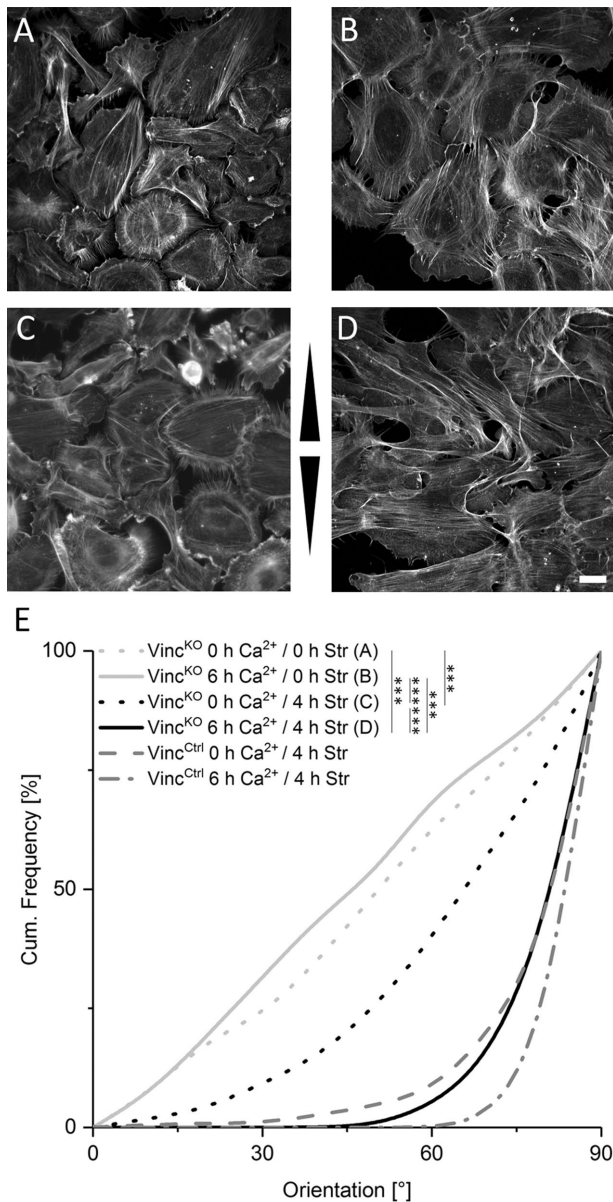 A
B
C
D
E
100
50
0
Cum. Frequency [%]
Vinc^KO 0 h Ca²⁺ / 0 h Str (A)
Vinc^KO 6 h Ca²⁺ / 0 h Str (B)
Vinc^KO 0 h Ca²⁺ / 4 h Str (C)
Vinc^KO 6 h Ca²⁺ / 4 h Str (D)
Vinc^Ctrl 0 h Ca²⁺ / 4 h Str
Vinc^Ctrl 6 h Ca²⁺ / 4 h Str
***
***
***
***
***
0
30
60
90
Orientation [°]